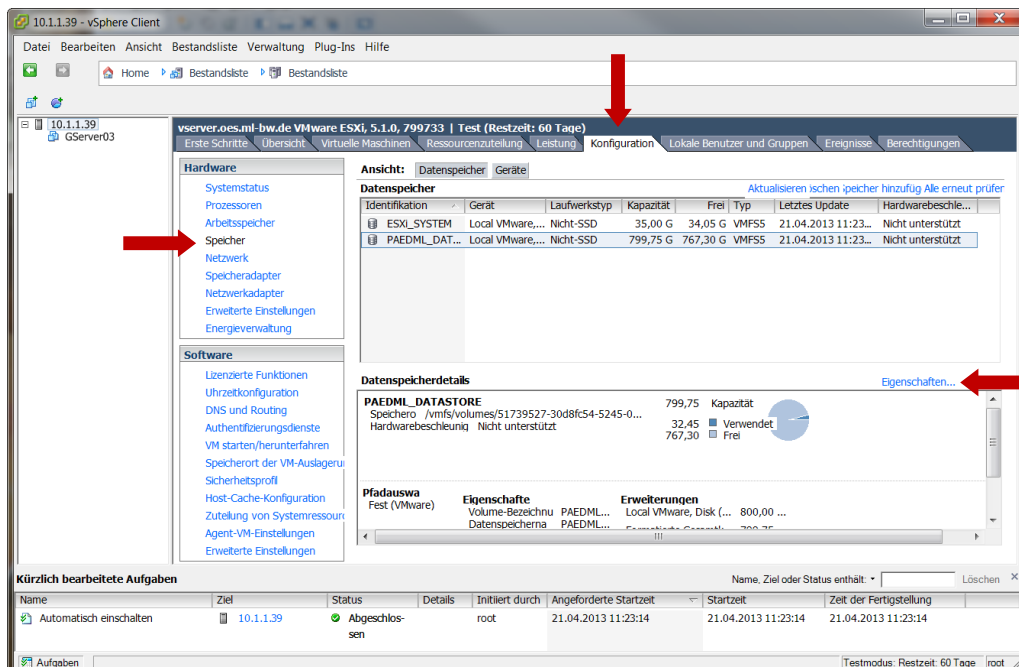 10.1.1.39 - vSphere Client
Datei Bearbeiten Ansicht Bestandsliste Verwaltung Plug-Ins Hilfe
Home Bestandsliste Bestandsliste
10.1.1.39
GServer03
vserver.oes.ml-bw.de VMware ESXi, 5.1.0, 799733 | Test (Restzeit: 60 Tage)
Erste Schritte Übersicht Virtuelle Maschinen Ressourcenzuteilung Leistung Konfiguration Lokale Benutzer und Gruppen Ereignisse Berechtigungen
Hardware
Systemstatus
Prozessoren
Arbeitsspeicher
Speicher
Netzwerk
Speicheradapter
Netzwerkadapter
Erweiterte Einstellungen
Energieverwaltung
Software
Lizenzierte Funktionen
Uhrzeitkonfiguration
DNS und Routing
Authentifizierungsdienste
VM starten/herunterfahren
Speicherort der VM-Auslageru
Sicherheitsprofil
Host-Cache-Konfiguration
Zuteilung von Systemressour
Agent-VM-Einstellungen
Erweiterte Einstellungen
Ansicht: Datenspeicher Geräte
Datenspeicher Aktualisieren öschen Speicher hinzufüg Alle erneut prüfen
Identifikation Gerät Laufwerkstyp Kapazität Frei Typ Letztes Update Hardwarebeschle...
ESXi_SYSTEM Local VMware,... Nicht-SSD 35,00 G 34,05 G VMFS5 21.04.2013 11:23... Nicht unterstützt
PAEDML_DAT... Local VMware,... Nicht-SSD 799,75 G 767,30 G VMFS5 21.04.2013 11:23... Nicht unterstützt
Datenspeicherdetails Eigenschaften...
PAEDML_DATASTORE 799,75 Kapazität
Speichero /vmfs/volumes/51739527-30d8fc54-5245-0...
Hardwarebeschleunig Nicht unterstützt
32,45 Verwendet
767,30 Frei
Pfadauswa
Fest (VMware)
Eigenschafte
Volume-Bezeichnu PAEDML...
Datenspeicherna PAEDML...
Erweiterungen
Local VMware, Disk (... 800,00 ...
Kürzlich bearbeitete Aufgaben Name, Ziel oder Status enthält: Löschen
Name Ziel Status Details Initiiert durch Angeforderte Startzeit Startzeit Zeit der Fertigstellung
Automatisch einschalten 10.1.1.39 Abgeschlos- root 21.04.2013 11:23:14 21.04.2013 11:23:14 21.04.2013 11:23:14
sen
Aufgaben Testmodus: Restzeit: 60 Tage root